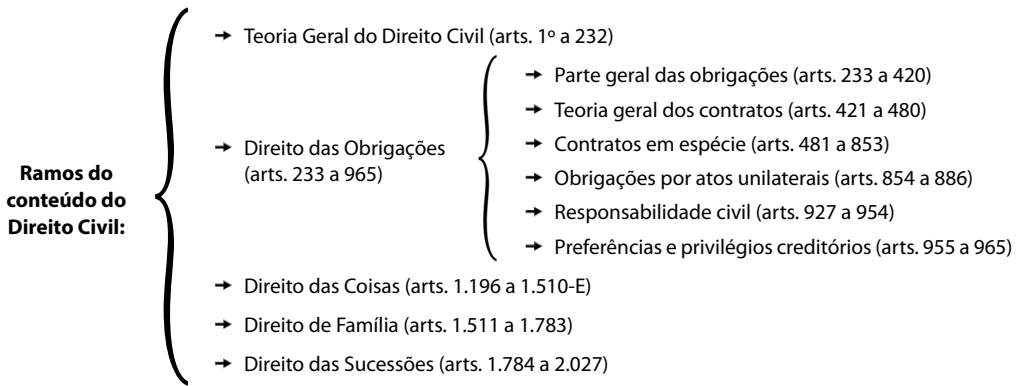 Ramos do
conteúdo do
Direito Civil:
→ Teoria Geral do Direito Civil (arts. 1º a 232)
→ Direito das Obrigações
(arts. 233 a 965)
→ Parte geral das obrigações (arts. 233 a 420)
→ Teoria geral dos contratos (arts. 421 a 480)
→ Contratos em espécie (arts. 481 a 853)
→ Obrigações por atos unilaterais (arts. 854 a 886)
→ Responsabilidade civil (arts. 927 a 954)
→ Preferências e privilégios creditórios (arts. 955 a 965)
→ Direito das Coisas (arts. 1.196 a 1.510-E)
→ Direito de Família (arts. 1.511 a 1.783)
→ Direito das Sucessões (arts. 1.784 a 2.027)